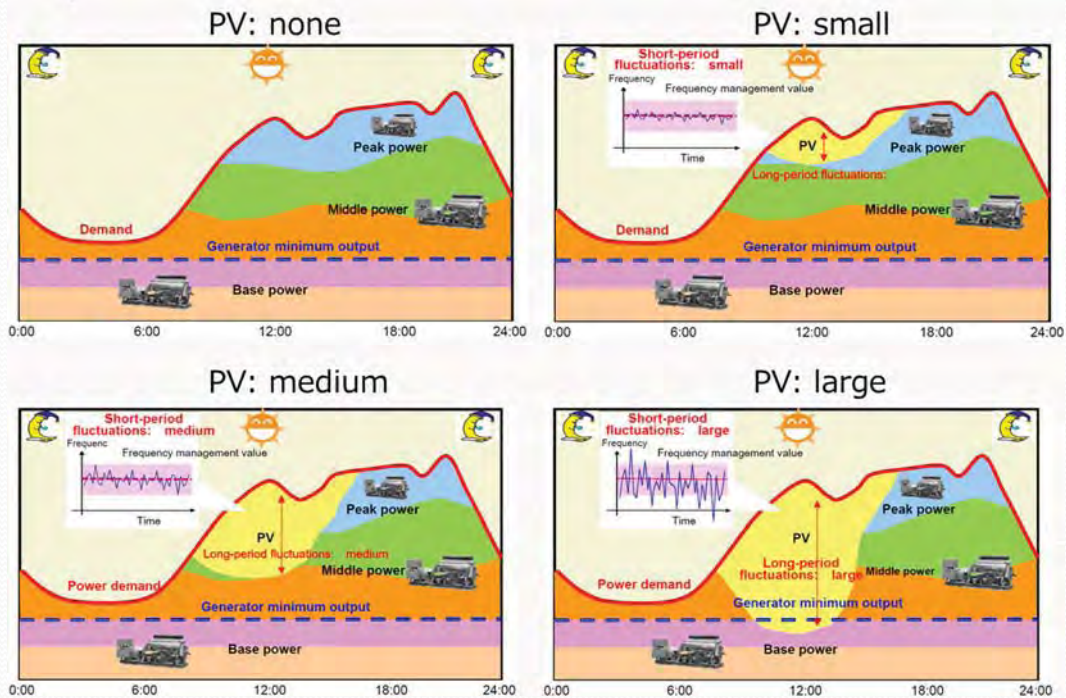 PV: none
Peak power
Middle power
Demand
Generator minimum output
Base power
0:00
6:00
12:00
18:00
24:00
PV: small
Short-period
fluctuations: small
Frequency
Frequency management value
Time
PV
Peak power
Long-period fluctuations:
Middle power
Demand
Generator minimum output
Base power
0:00
6:00
12:00
18:00
24:00
PV: medium
Short-period
fluctuations: medium
Frequenc
Frequency management value
Time
Peak power
PV
Long-period fluctuations: medium
Middle power
Power demand
Generator minimum output
Base power
0:00
6:00
12:00
18:00
24:00
PV: large
Short-period
fluctuations: large
Frequency
Frequency management value
Time
Peak power
PV
Long-period
fluctuations: large
Middle power
Power demand
Generator minimum output
Base power
0:00
6:00
12:00
18:00
24:00